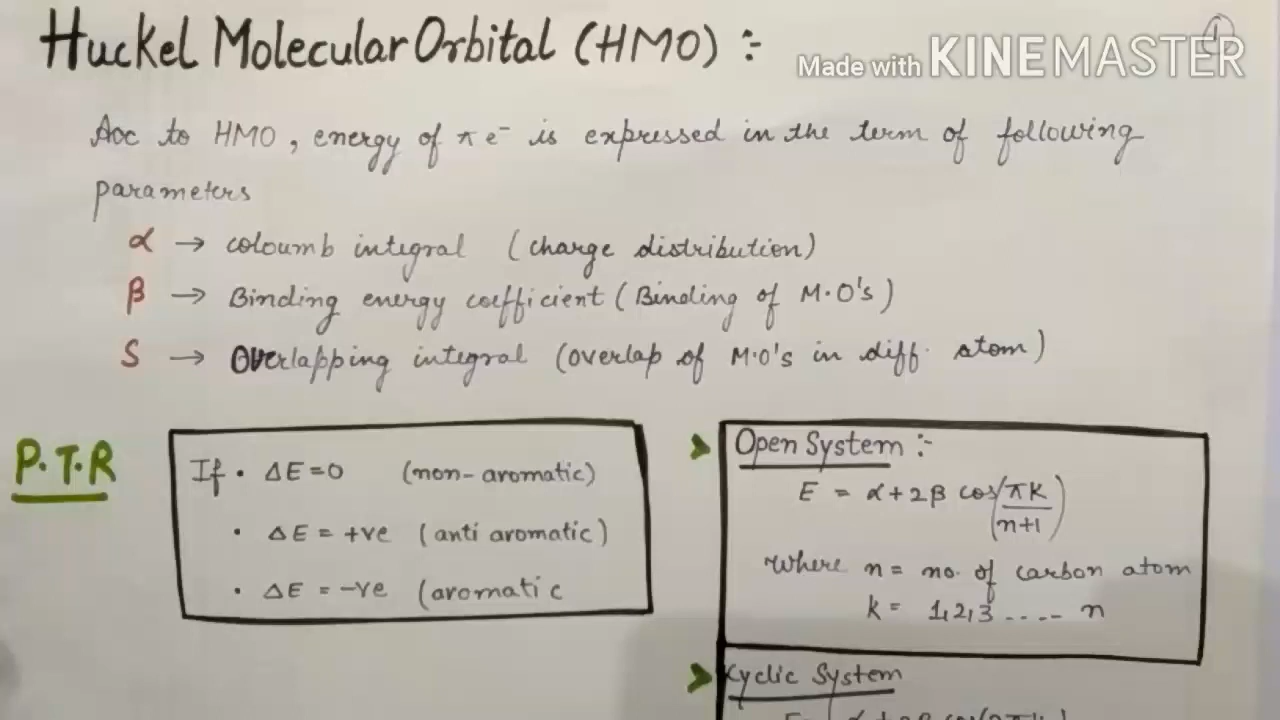 Huckel Molecular Orbital (HMO) :-
1
Made with KINEMASTER
Acc to HMO, energy of π e⁻ is expressed in the term of following
parameters
α → coloumb integral (charge distribution)
β → Binding energy coefficient (Binding of M.O's)
S → Overlapping integral (overlap of M.O's in diff. atom)
P.T.R
If • ΔE = 0 (non-aromatic)
• ΔE = +ve (anti aromatic)
• ΔE = -ve (aromatic
Open System :-
E = α + 2β cos(πk/n+1)
where n = no. of carbon atom
k = 1,2,3 ..... n
Cyclic System